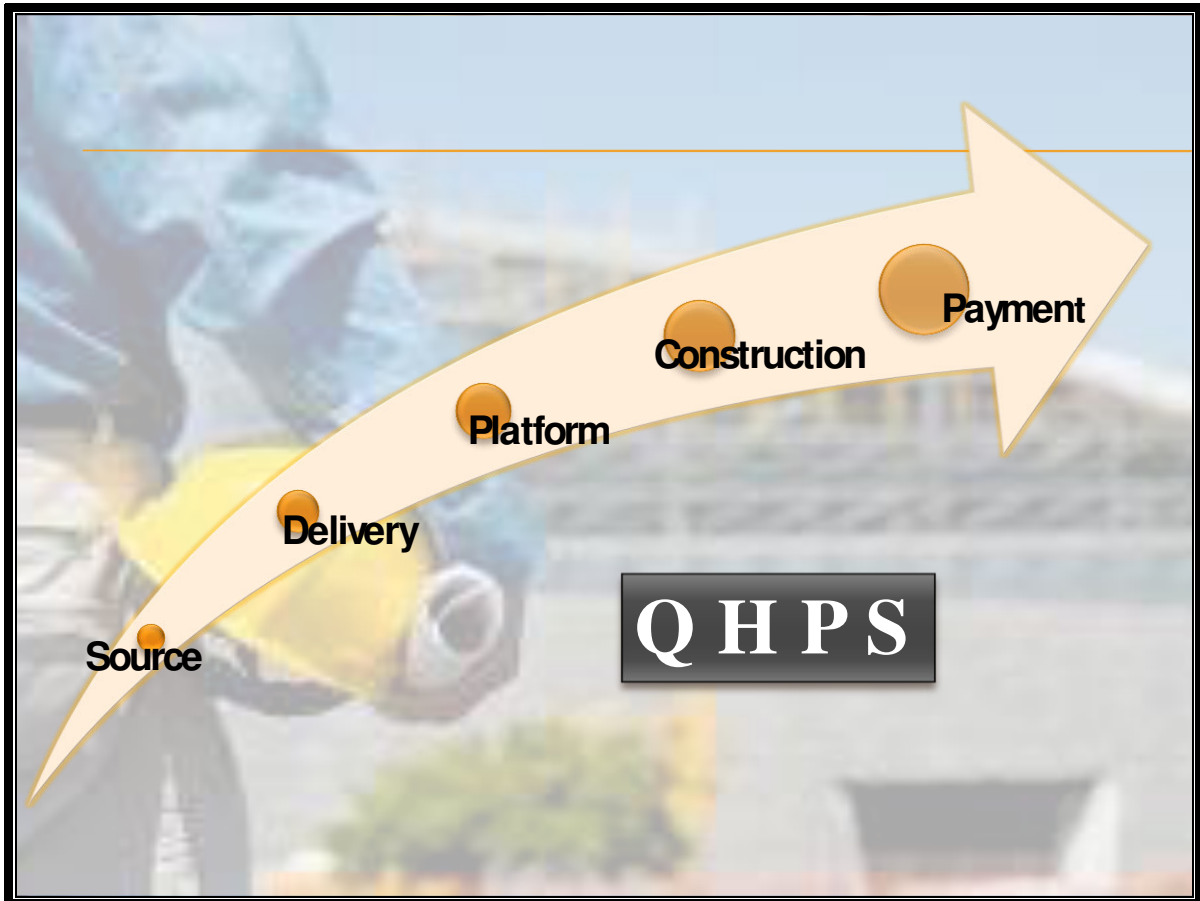 Payment
Construction
Platform
Delivery
Q H P S
Source